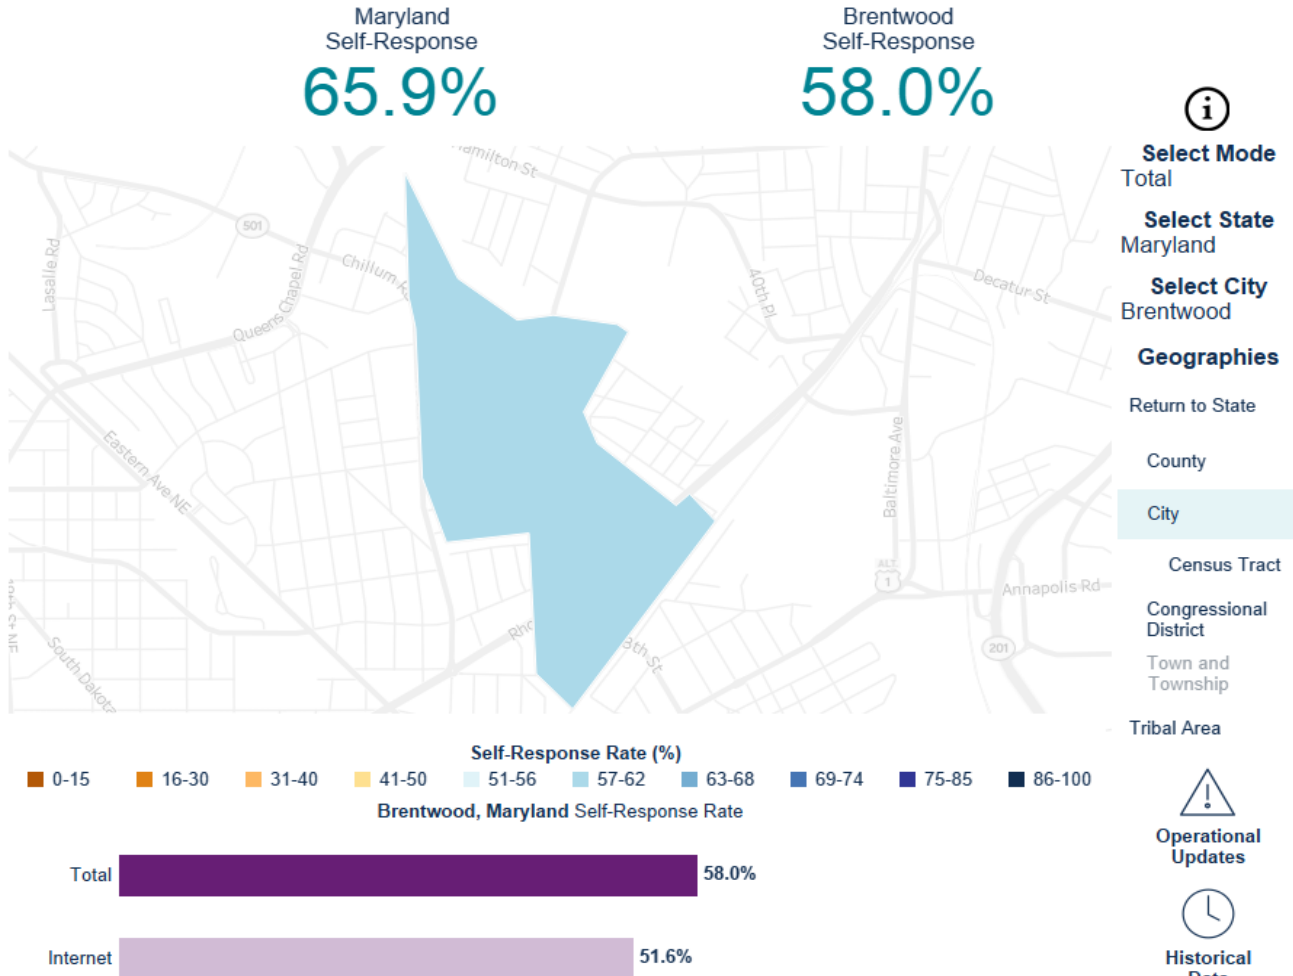 Maryland
Self-Response
65.9%
Brentwood
Self-Response
58.0%
Select Mode
Total
Select State
Maryland
Select City
Brentwood
Geographies
Return to State
County
City
Census Tract
Congressional
District
Town and
Township
Tribal Area
Operational
Updates
Historical
Data
Hamilton St
501
Lasalle Rd
Queens Chapel Rd
Chillum
40th Pl
Decatur St
Eastern Ave NE
Baltimore Ave
ALT
1
Annapolis Rd
201
South Dakota
St NE
Self-Response Rate (%)
0-15
16-30
31-40
41-50
51-56
57-62
63-68
69-74
75-85
86-100
Brentwood, Maryland Self-Response Rate
Total
58.0%
Internet
51.6%